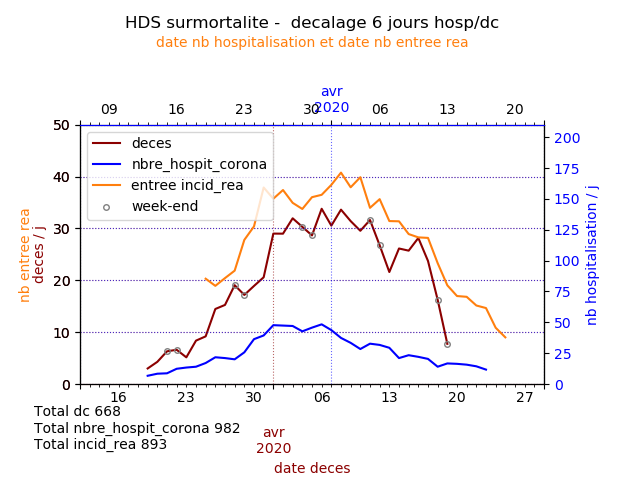 HDS surmortalite -  decalage 6 jours hosp/dc
date nb hospitalisation et date nb entree rea
avr
2020
09 16 23 30 06 13 20
deces
nbre_hospit_corona
entree incid_rea
week-end
nb entree rea
deces / j
50
40
30
20
10
0
200
175
150
125
100
75
50
25
0
nb hospitalisation / j
16 23 30 06 13 20 27
Total dc 668
Total nbre_hospit_corona 982
Total incid_rea 893
avr
2020
date deces